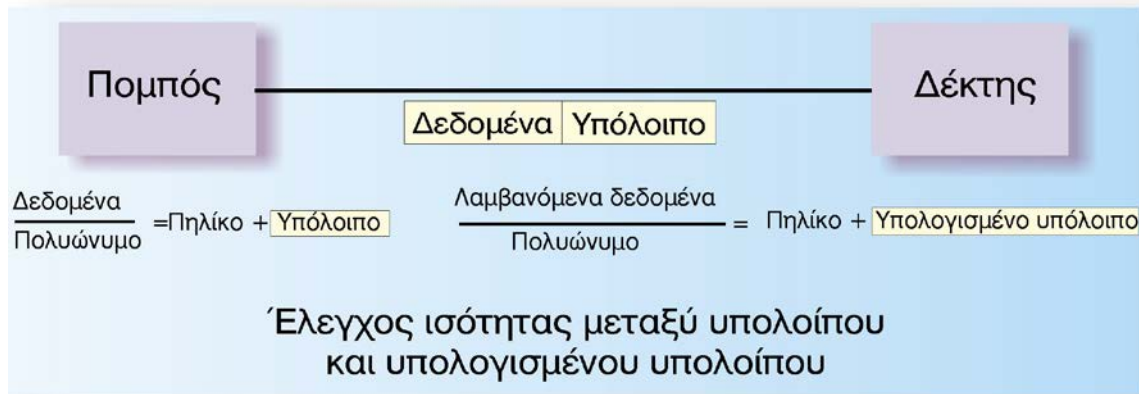 Πομπός
Δέκτης
Δεδομένα Υπόλοιπο
Δεδομένα
Πολυώνυμο
=Πηλίκο + Υπόλοιπο
Λαμβανόμενα δεδομένα
Πολυώνυμο
= Πηλίκο + Υπολογισμένο υπόλοιπο
Έλεγχος ισότητας μεταξύ υπολοίπου
και υπολογισμένου υπολοίπου